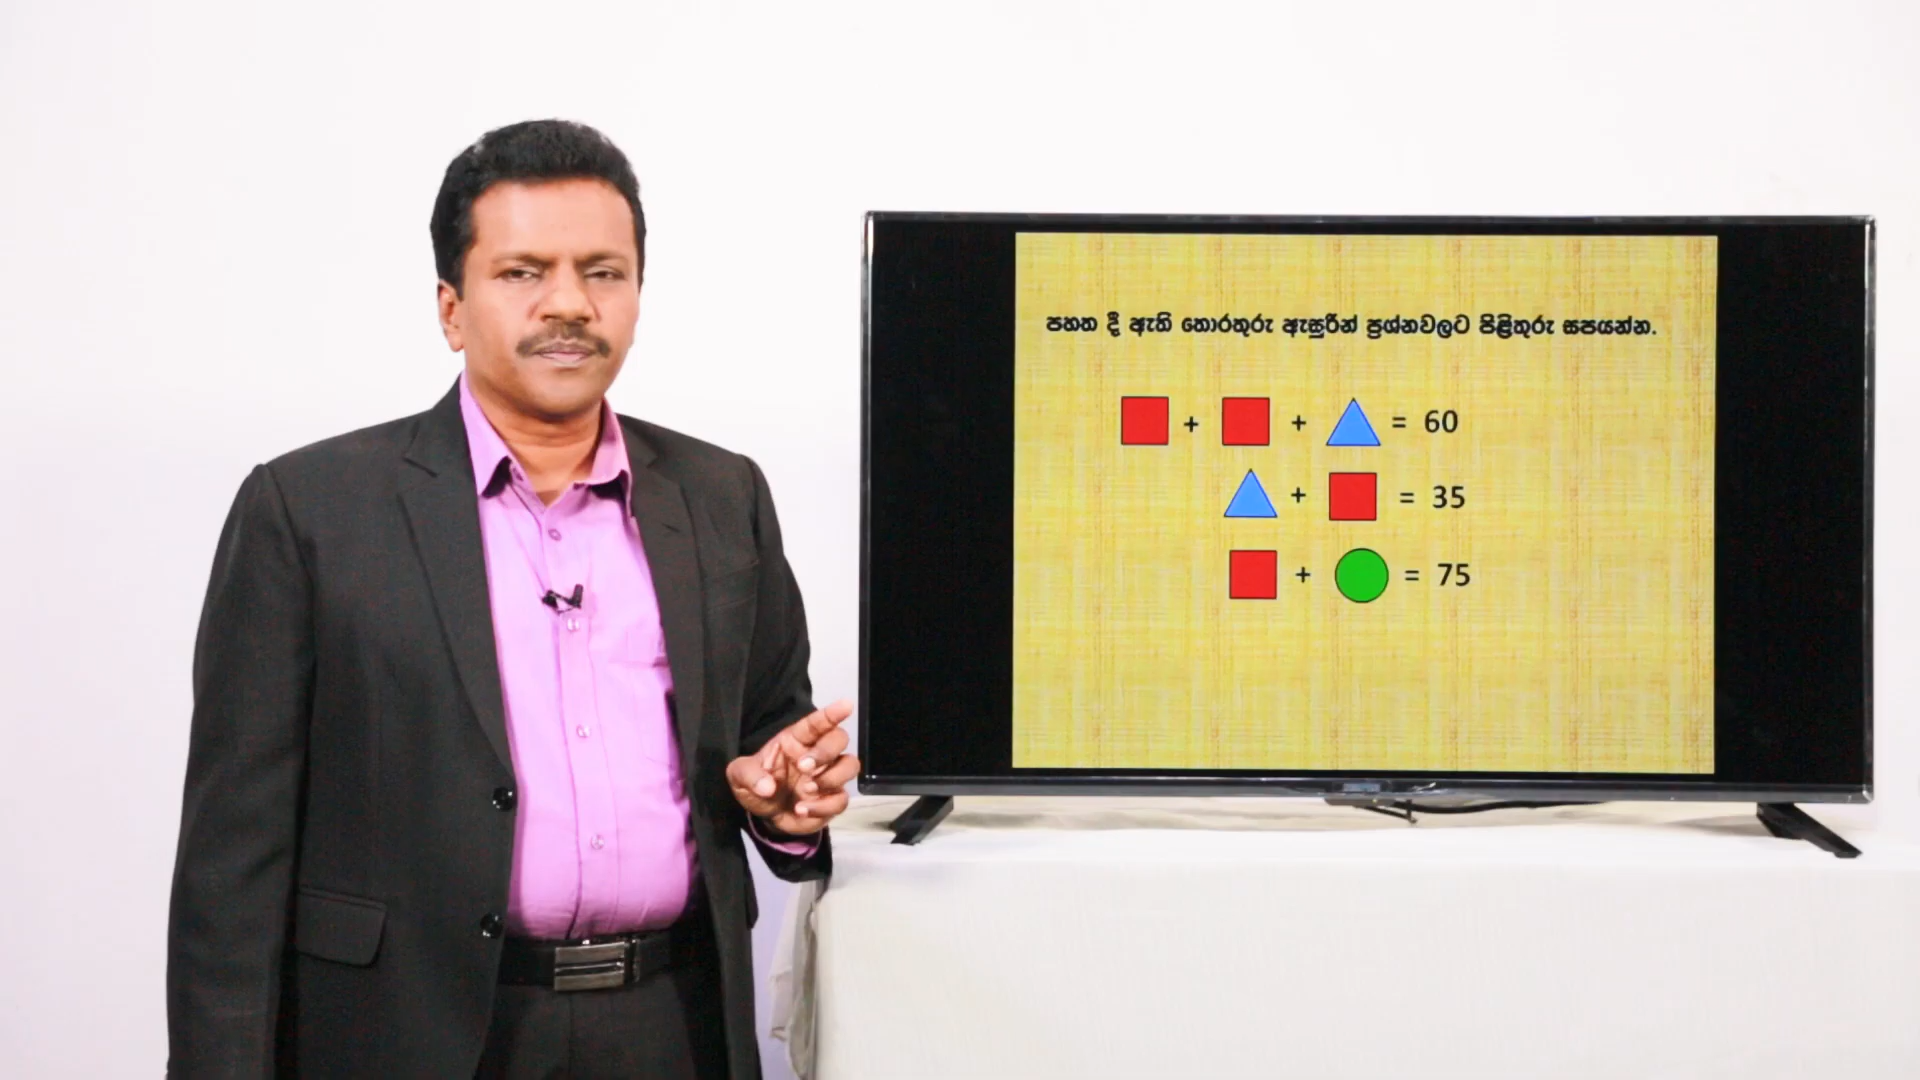 පහත දී ඇති තොරතුරු ඇසුරින් ප්‍රශ්නවලට පිළිතුරු සපයන්න.
+ + = 60
+ = 35
+ = 75